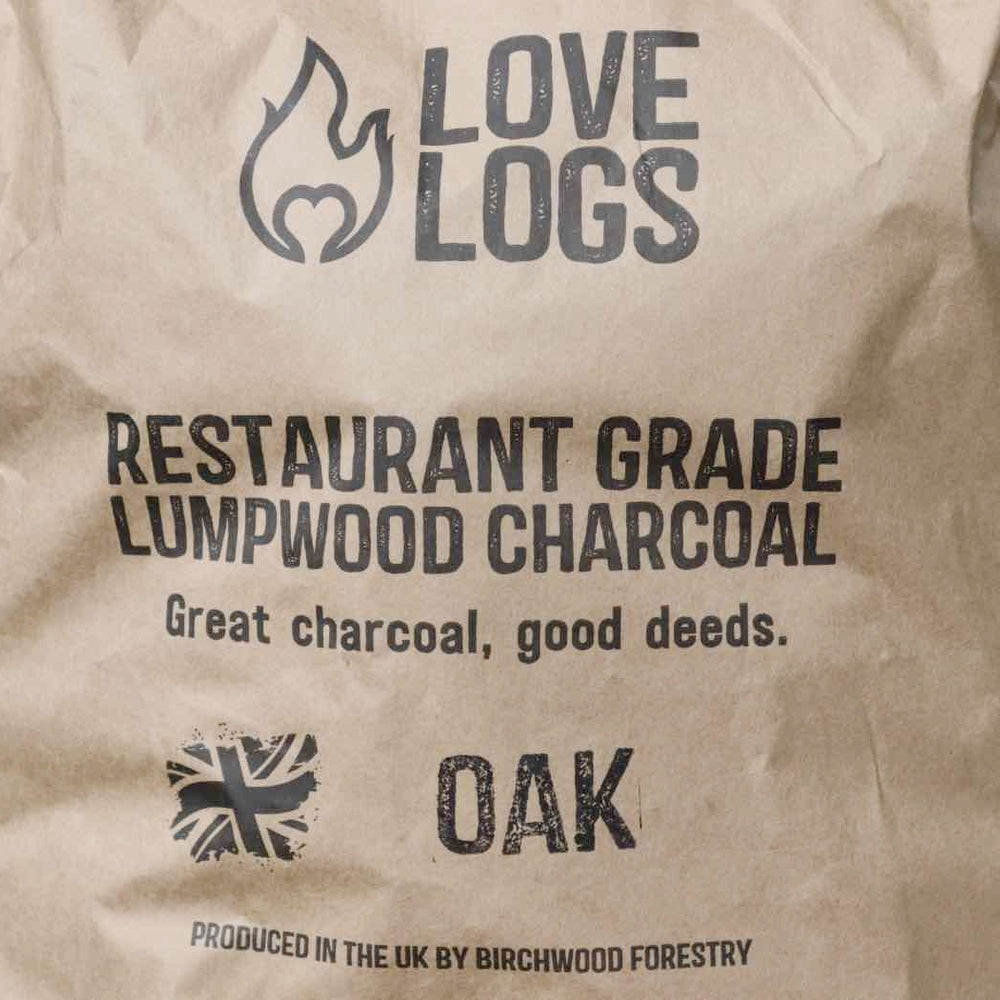 LOVE
LOGS
RESTAURANT GRADE
LUMPWOOD CHARCOAL
Great charcoal, good deeds.
OAK
PRODUCED IN THE UK BY BIRCHWOOD FORESTRY